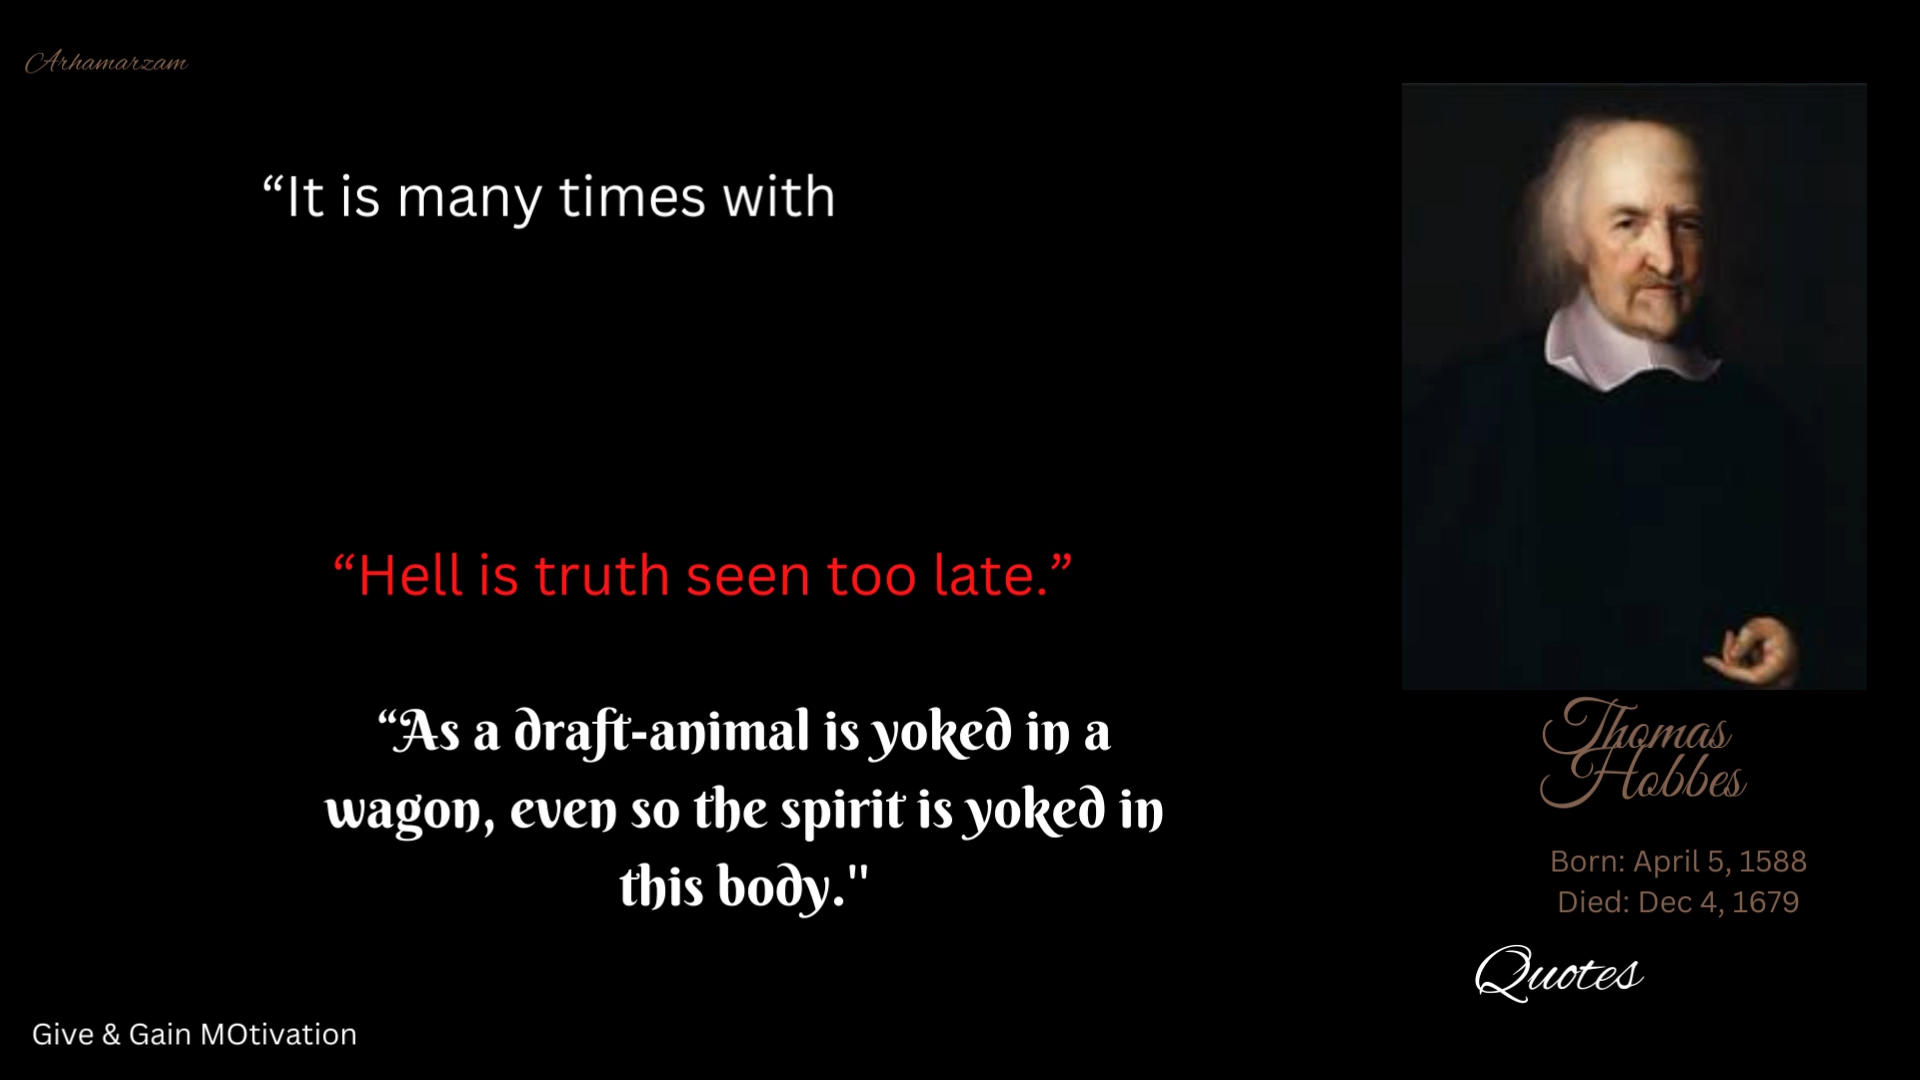 Arhamarzam
“It is many times with
“Hell is truth seen too late.”
“As a draft-animal is yoked in a
wagon, even so the spirit is yoked in
this body."
Thomas
Hobbes
Born: April 5, 1588
Died: Dec 4, 1679
Quotes
Give & Gain MOtivation